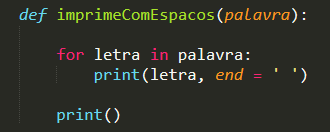 def imprimeComEspacos(palavra):
for letra in palavra:
print(letra, end = ' ')
print()